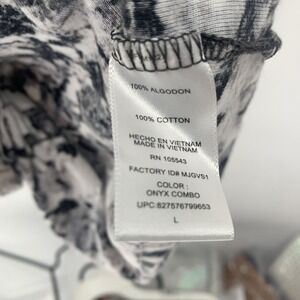 100% ALGODON
100% COTTON
HECHO EN VIETNAM
MADE IN VIETNAM
RN 105543
FACTORY ID# MJGVS1
COLOR :
ONYX COMBO
UPC:827576799653
L